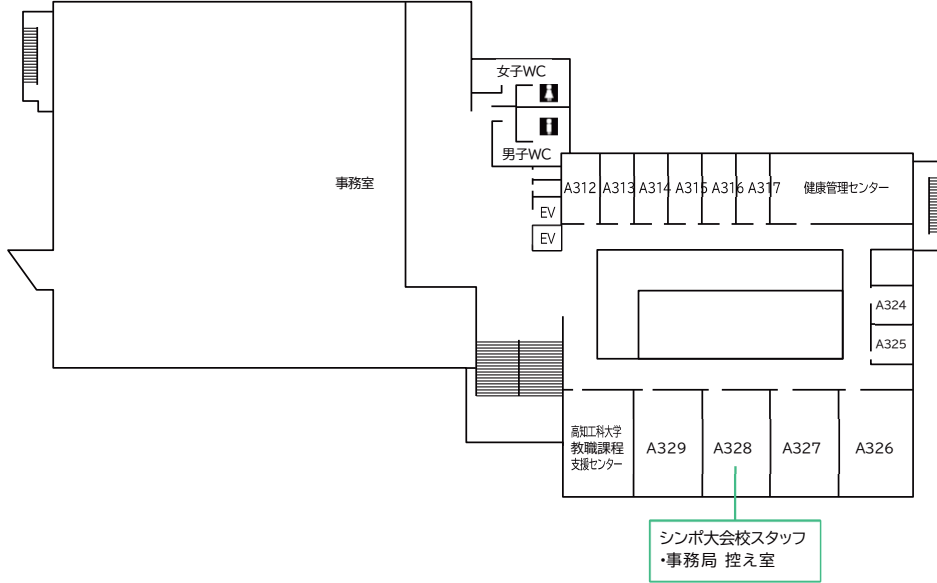 女子WC
男子WC
事務室
A312
A313
A314
A315
A316
A317
健康管理センター
EV
EV
A324
A325
高知工科大学
教職課程
支援センター
A329
A328
A327
A326
シンポ大会校スタッフ
・事務局 控え室